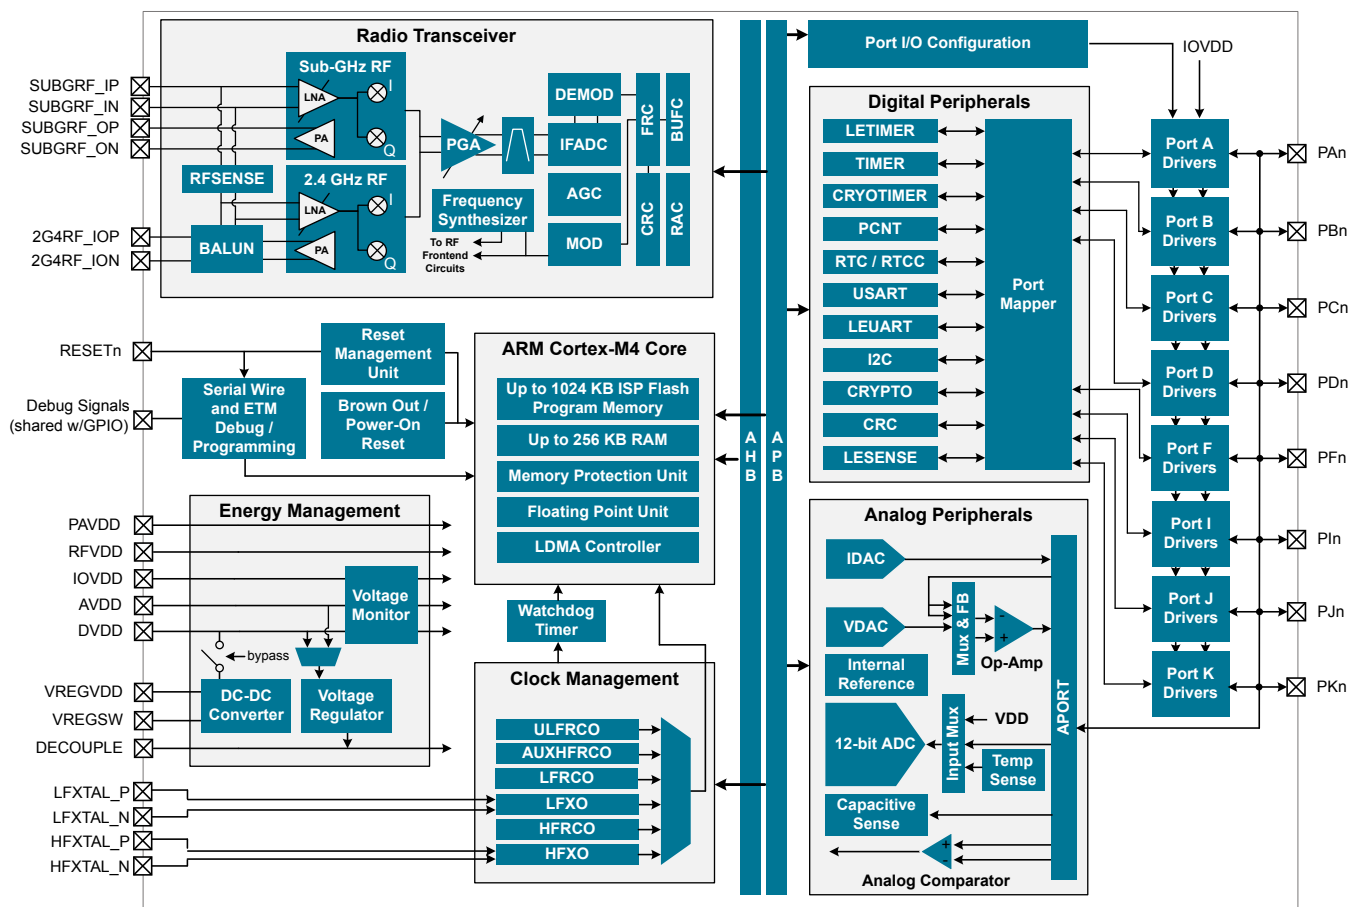 Radio Transceiver
SUBGRF_IP
SUBGRF_IN
SUBGRF_OP
SUBGRF_ON
2G4RF_IOP
2G4RF_ION
Sub-GHz RF
LNA
I
PA
Q
RFSENSE
BALUN
2.4 GHz RF
LNA
I
PA
Q
PGA
Frequency
Synthesizer
To RF
Frontend
Circuits
DEMOD
IFADC
AGC
MOD
FRC
BUFC
CRC
RAC
RESETn
Debug Signals
(shared w/GPIO)
Reset
Management
Unit
Serial Wire
and ETM
Debug /
Programming
Brown Out /
Power-On
Reset
ARM Cortex-M4 Core
Up to 1024 KB ISP Flash
Program Memory
Up to 256 KB RAM
Memory Protection Unit
Floating Point Unit
LDMA Controller
Watchdog
Timer
Energy Management
PAVDD
RFVDD
IOVDD
AVDD
DVDD
VREGVDD
VREGSW
DECOUPLE
Voltage
Monitor
bypass
DC-DC
Converter
Voltage
Regulator
LFXTAL_P
LFXTAL_N
HFXTAL_P
HFXTAL_N
Clock Management
ULFRCO
AUXHFRCO
LFRCO
LFXO
HFRCO
HFXO
A
H
B
A
P
B
Port I/O Configuration
IOVDD
Digital Peripherals
LETIMER
TIMER
CRYOTIMER
PCNT
RTC / RTCC
USART
LEUART
I2C
CRYPTO
CRC
LESENSE
Port
Mapper
Analog Peripherals
IDAC
VDAC
Mux & FB
-
+
Op-Amp
Internal
Reference
12-bit ADC
Input Mux
VDD
Temp
Sense
Capacitive
Sense
+
-
Analog Comparator
APORT
Port A
Drivers
PAn
Port B
Drivers
PBn
Port C
Drivers
PCn
Port D
Drivers
PDn
Port F
Drivers
PFn
Port I
Drivers
PIn
Port J
Drivers
PJn
Port K
Drivers
PKn